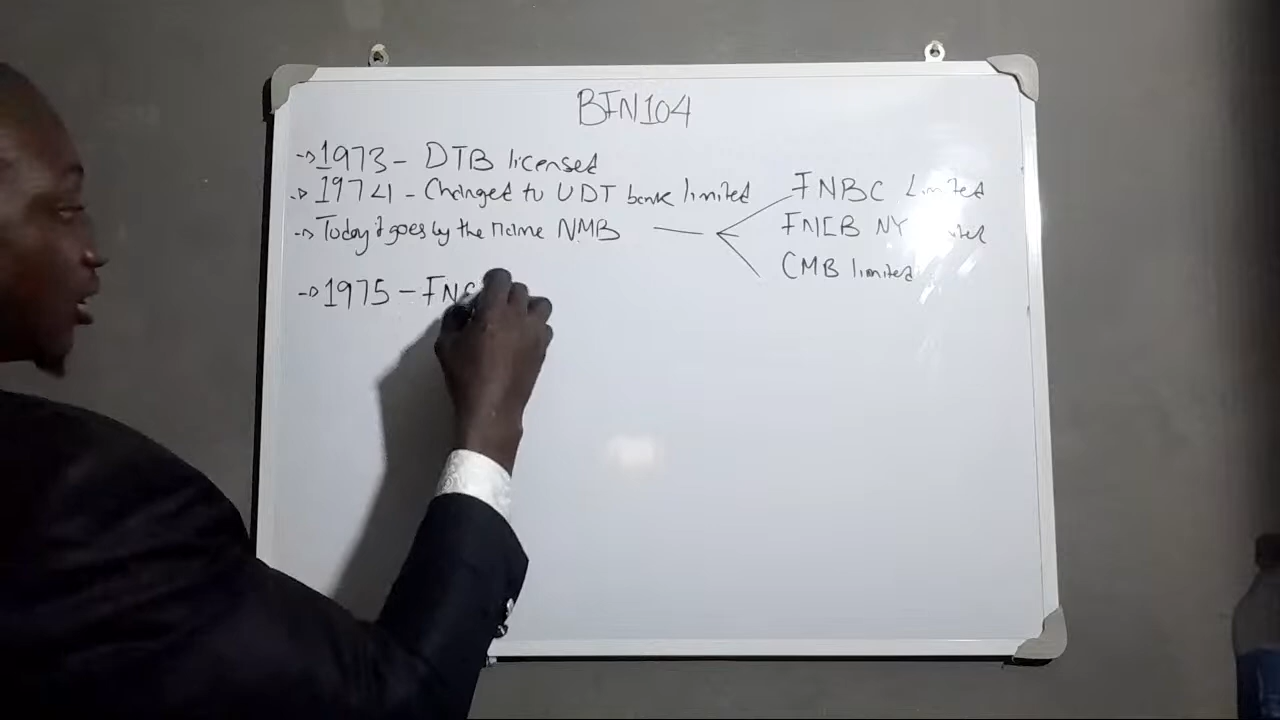 BFN104
→ 1973 - DTB licensed
→ 1974 - Changed to UDT bank limited
→ Today it goes by the name NMB
FNBC Limited
FNCB NY
CMB limited
→ 1975 - FNC